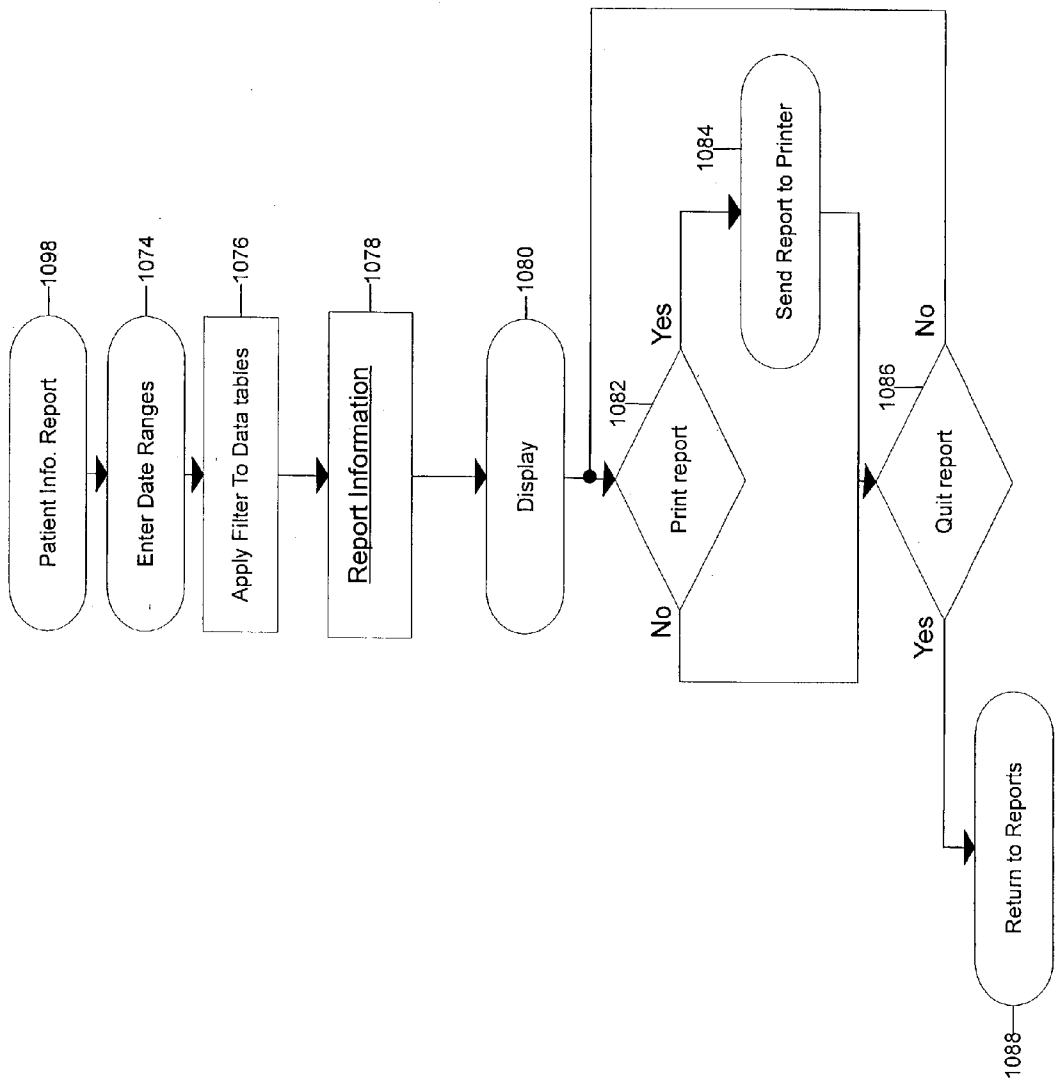 Patient Info. Report
1098
Enter Date Ranges
1074
Apply Filter To Data tables
1076
Report Information
1078
Display
1080
1082
Print report
Yes
No
1084
Send Report to Printer
1086
Quit report
No
Yes
Return to Reports
1088